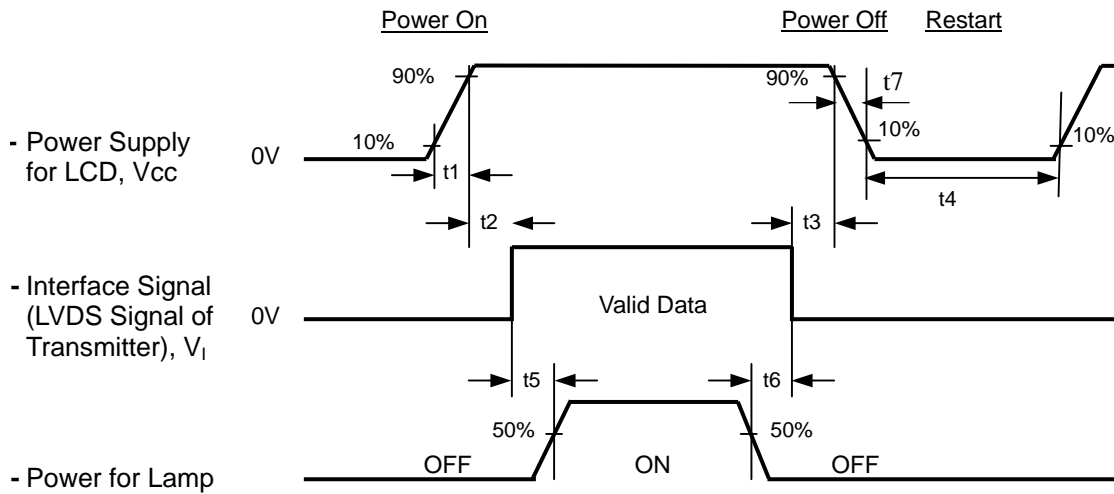 Power On
Power Off
Restart
90%
90%
t7
10%
10%
10%
- Power Supply
for LCD, Vcc
0V
t1
t4
t2
t3
- Interface Signal
(LVDS Signal of
Transmitter), VI
0V
Valid Data
t5
t6
50%
50%
OFF
ON
OFF
- Power for Lamp